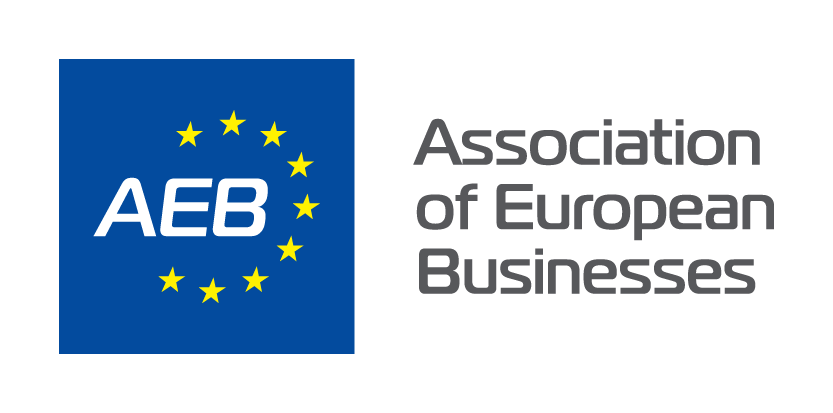 AEB
Association
of European
Businesses